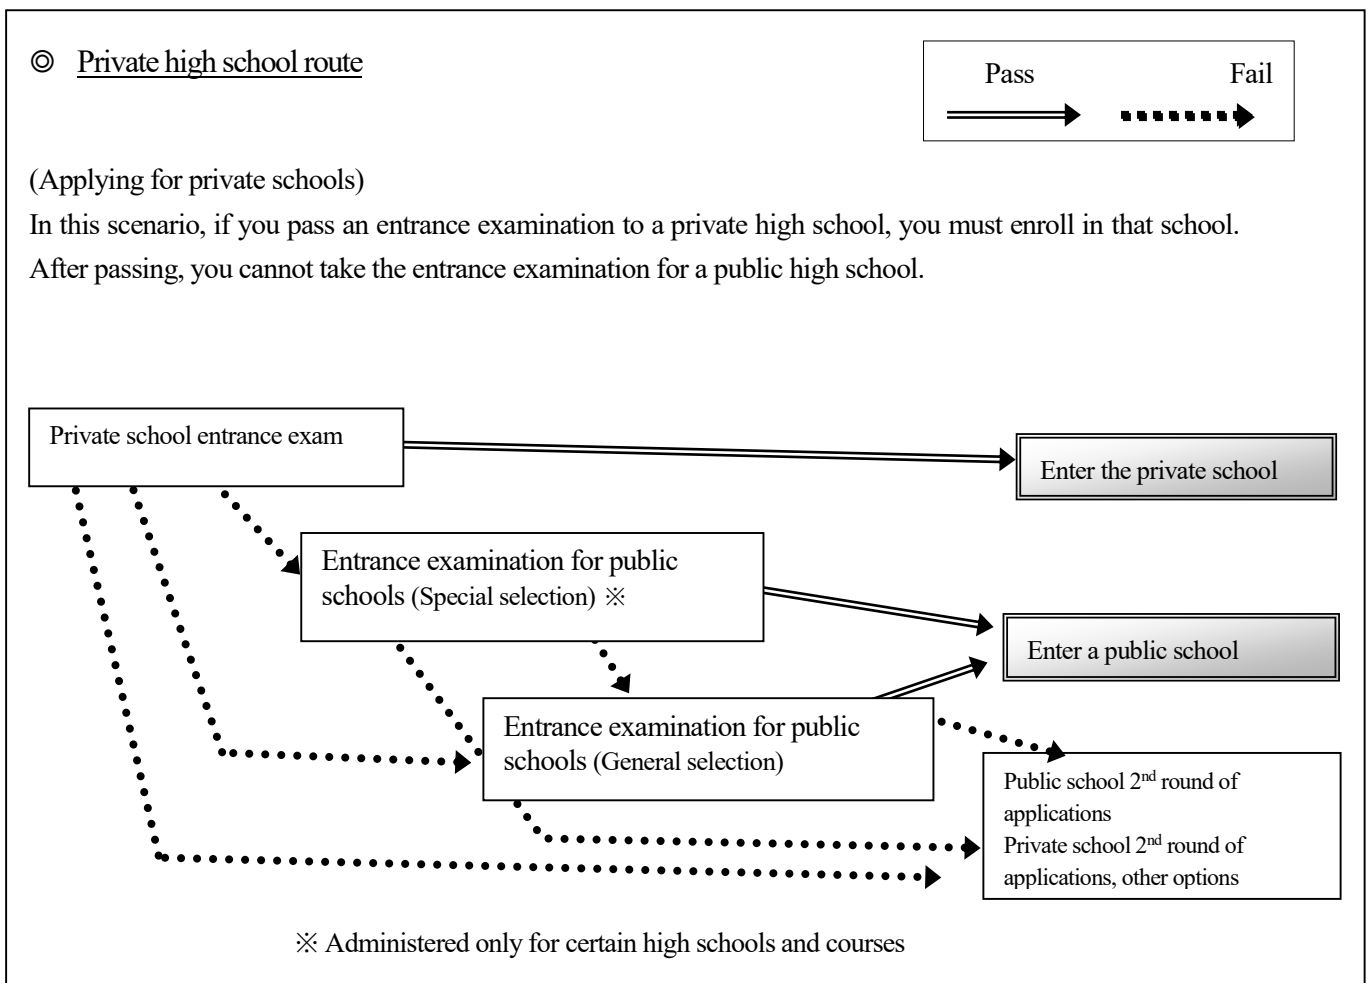 ◎ Private high school route
Pass Fail
(Applying for private schools)
In this scenario, if you pass an entrance examination to a private high school, you must enroll in that school.
After passing, you cannot take the entrance examination for a public high school.
Private school entrance exam
Enter the private school
Entrance examination for public
schools (Special selection) ※
Enter a public school
Entrance examination for public
schools (General selection)
Public school 2nd round of
applications
Private school 2nd round of
applications, other options
※ Administered only for certain high schools and courses